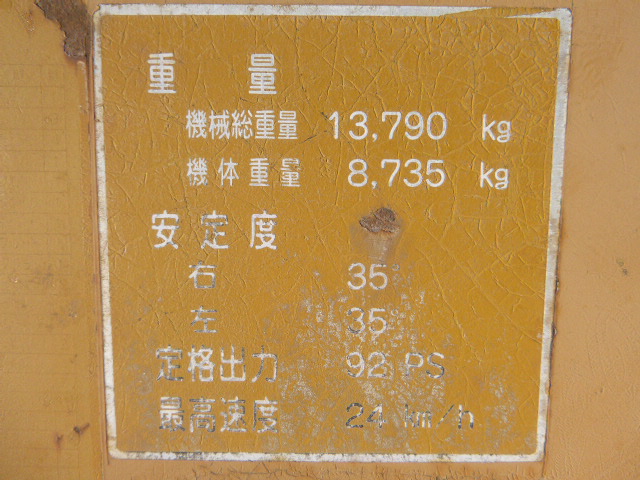 重量
機械総重量 13,790 kg
機体重量 8,735 kg
安定度
右 35°
左 35°
定格出力 92 PS
最高速度 24 km/h